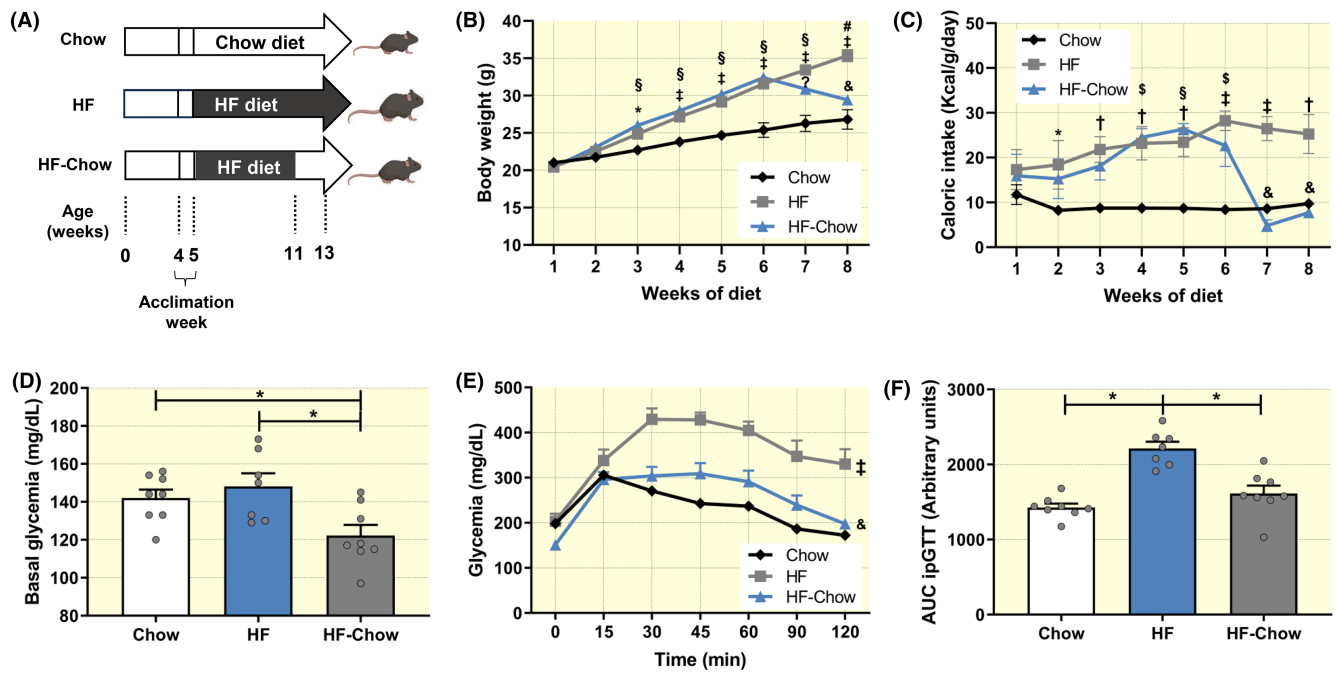 (A)
Chow
Chow diet
HF
HF diet
HF-Chow
HF diet
Age
(weeks)
0 4 5 11 13
Acclimation
week
(B)
Body weight (g)
40
35
30
25
20
15
10
* § ‡ § ‡ § ‡ § ‡ § ? ‡ # &
Chow
HF
HF-Chow
1 2 3 4 5 6 7 8
Weeks of diet
(C)
Caloric intake (Kcal/g/day)
50
40
30
20
10
0
Chow
HF
HF-Chow
* † $ † § † $ ‡ ‡ & † &
1 2 3 4 5 6 7 8
Weeks of diet
(D)
Basal glycemia (mg/dL)
200
180
160
140
120
100
80
*
*
Chow HF HF-Chow
(E)
Glycemia (mg/dL)
500
400
300
200
100
0
‡
&
Chow
HF
HF-Chow
0 15 30 45 60 90 120
Time (min)
(F)
AUC ipGTT (Arbitrary units)
3000
2000
1000
0
* *
Chow HF HF-Chow